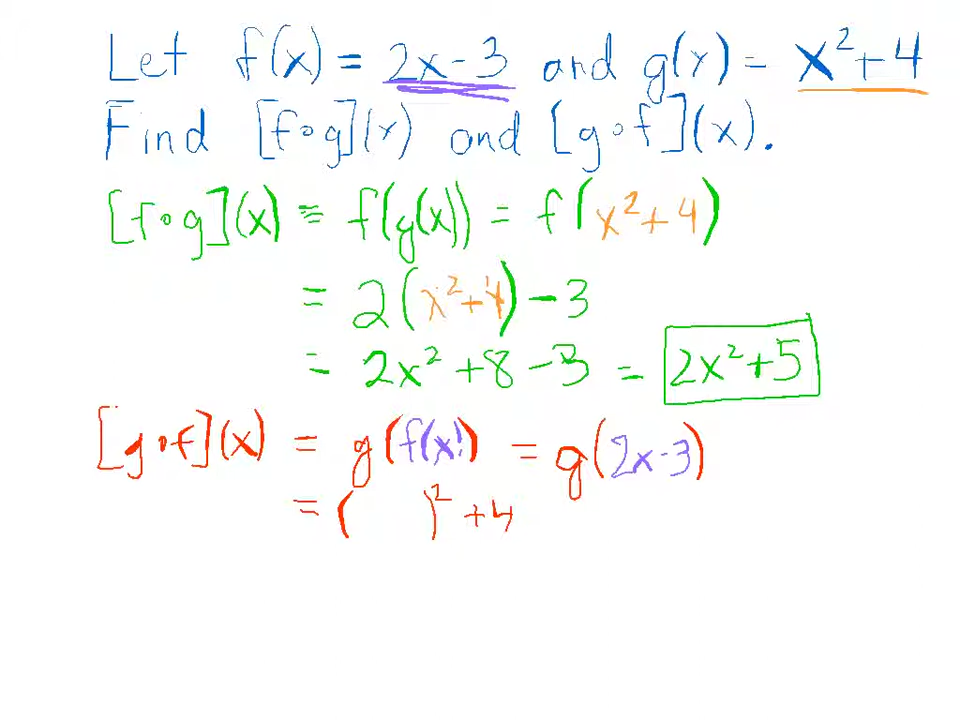 Let f(x) = 2x-3 and g(x) = x² + 4
Find [f∘g](x) and [g∘f](x).
[f∘g](x) = f(g(x)) = f(x² + 4)
= 2(x² + 4) - 3
= 2x² + 8 - 3 = 2x² + 5
[g∘f](x) = g(f(x)) = g(2x-3)
= ( )² + 4